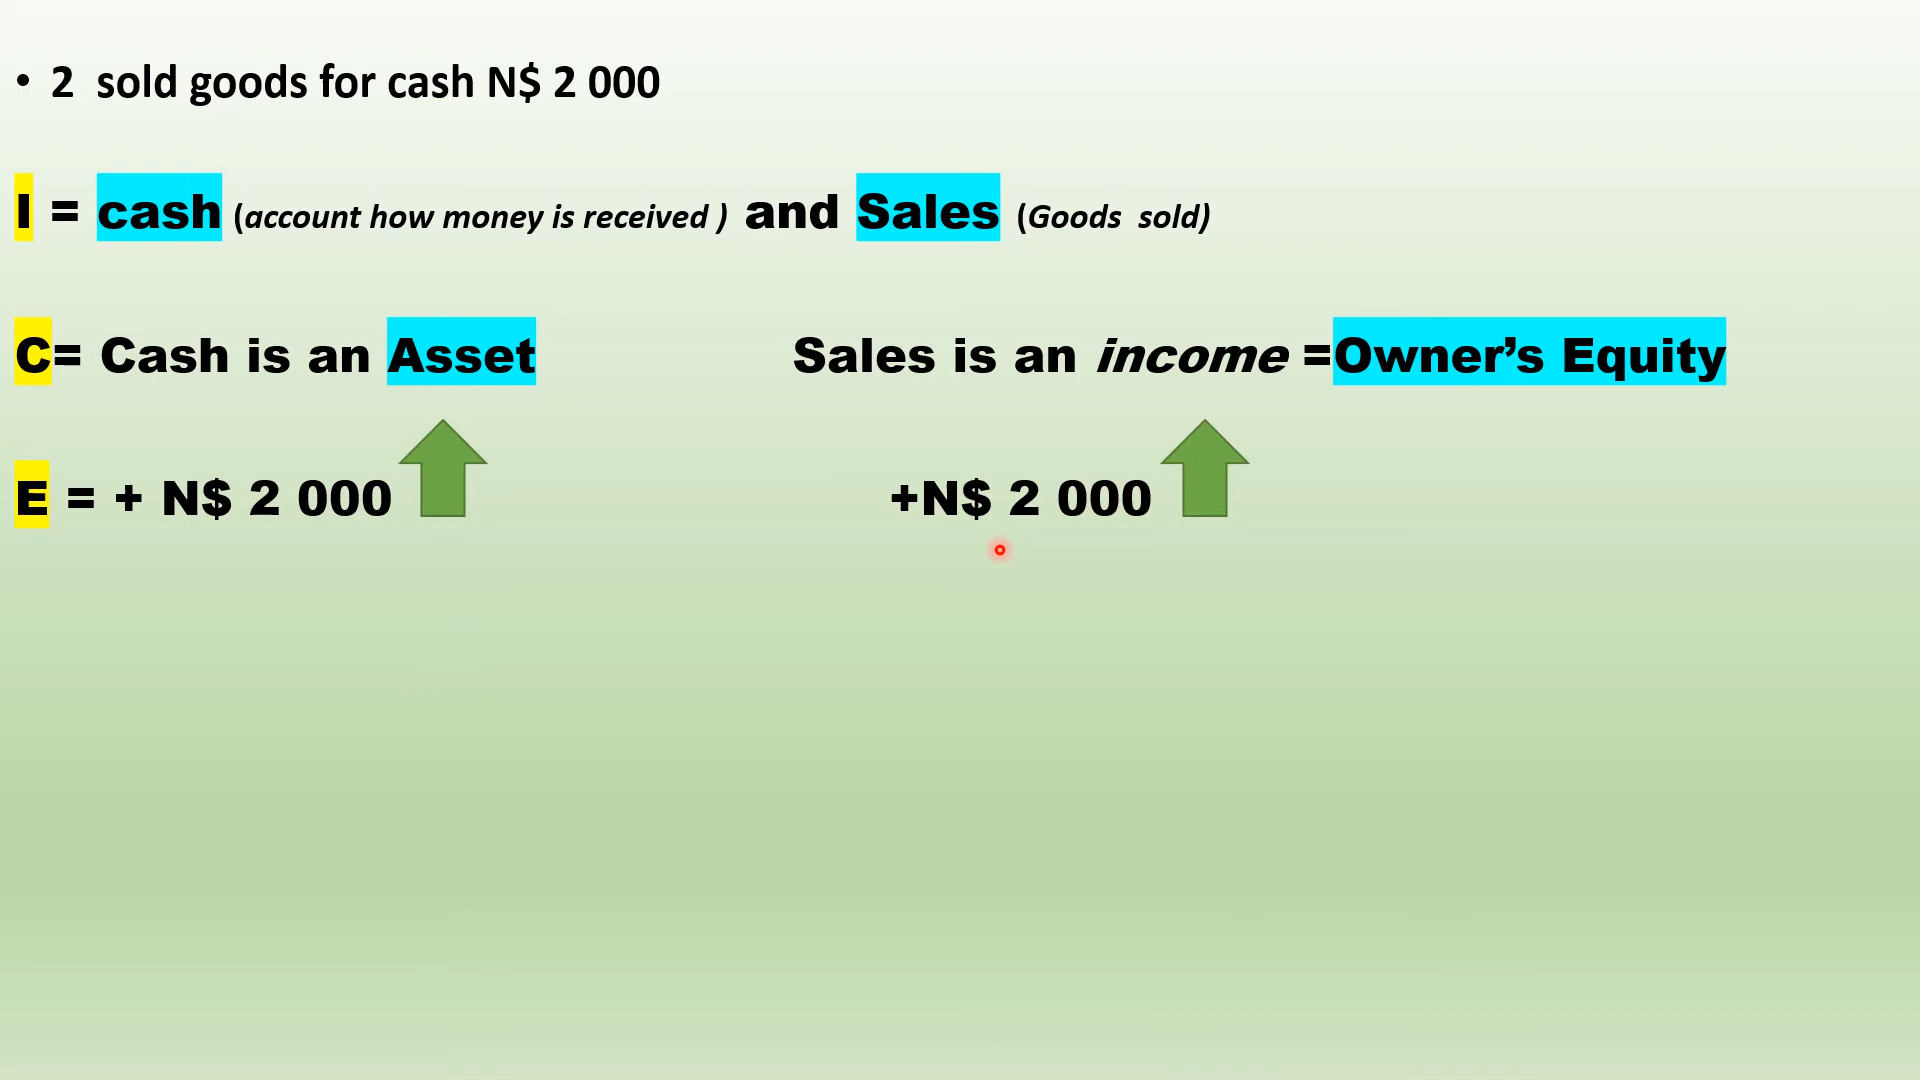 • 2  sold goods for cash N$ 2 000
I = cash (account how money is received ) and Sales (Goods  sold)
C= Cash is an Asset Sales is an income =Owner’s Equity
E = + N$ 2 000 +N$ 2 000